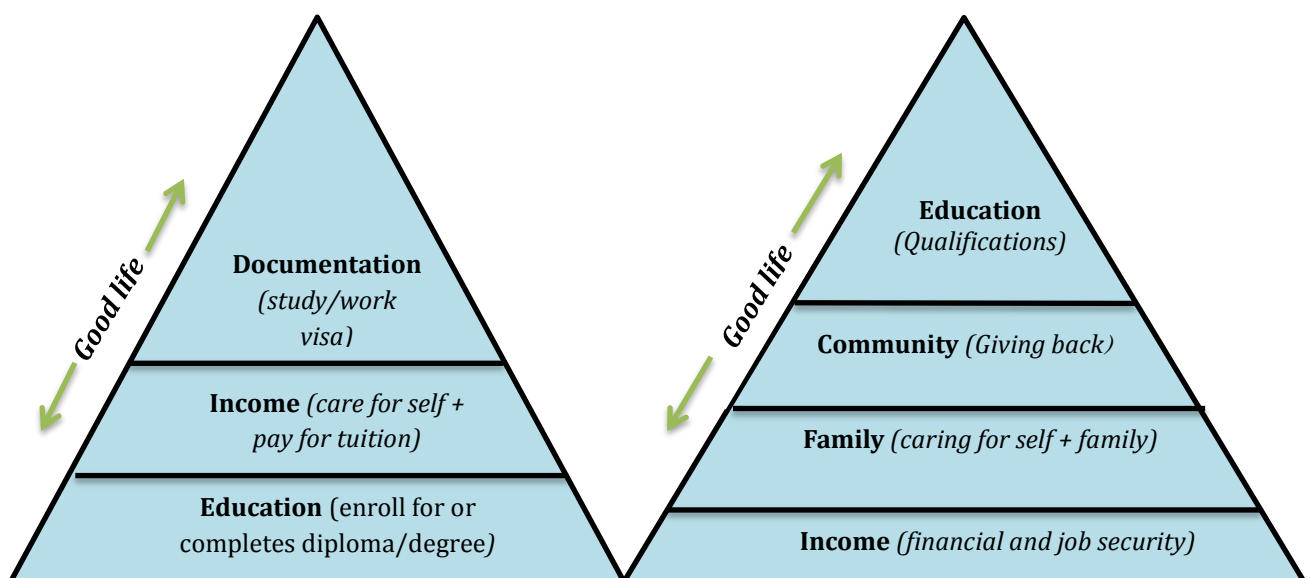 Good life
Documentation
(study/work
visa)
Income (care for self +
pay for tuition)
Education (enroll for or
completes diploma/degree)
Good life
Education
(Qualifications)
Community (Giving back)
Family (caring for self + family)
Income (financial and job security)